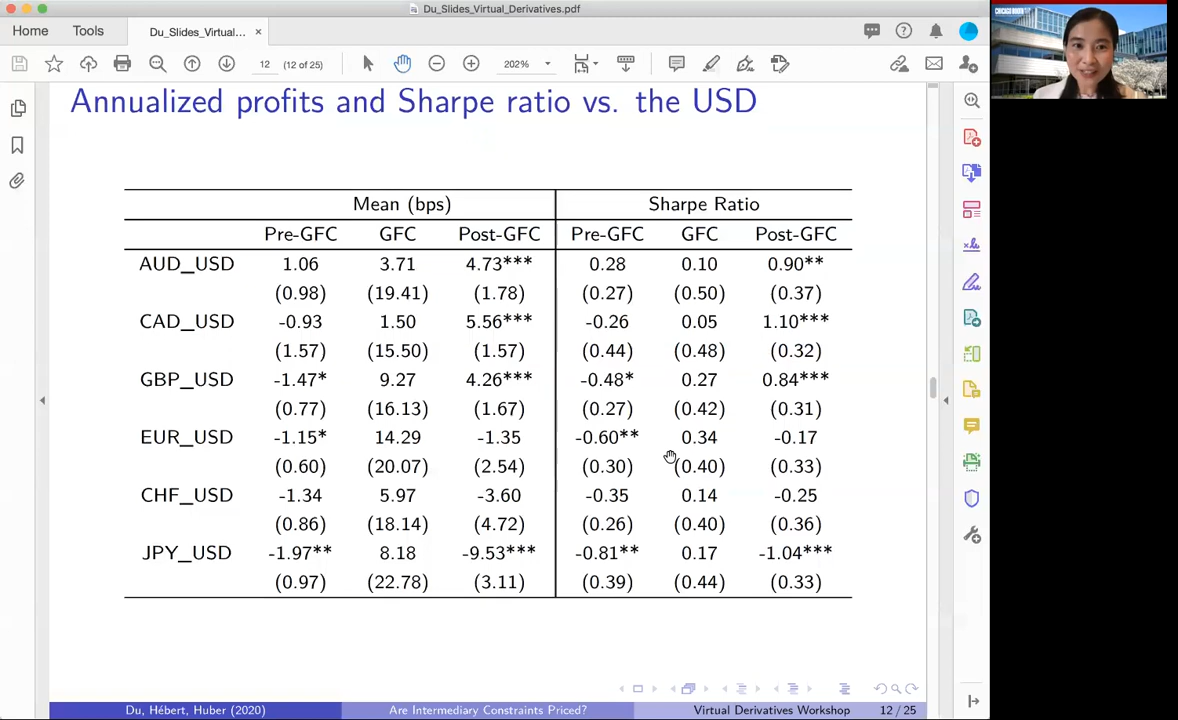 Du_Slides_Virtual_Derivatives.pdf
Home Tools Du_Slides_Virtual... ×
12 (12 of 25) 202%
CHICAGO BOOTH
Annualized profits and Sharpe ratio vs. the USD
Mean (bps) Sharpe Ratio
Pre-GFC GFC Post-GFC Pre-GFC GFC Post-GFC
AUD_USD 1.06 3.71 4.73*** 0.28 0.10 0.90**
(0.98) (19.41) (1.78) (0.27) (0.50) (0.37)
CAD_USD -0.93 1.50 5.56*** -0.26 0.05 1.10***
(1.57) (15.50) (1.57) (0.44) (0.48) (0.32)
GBP_USD -1.47* 9.27 4.26*** -0.48* 0.27 0.84***
(0.77) (16.13) (1.67) (0.27) (0.42) (0.31)
EUR_USD -1.15* 14.29 -1.35 -0.60** 0.34 -0.17
(0.60) (20.07) (2.54) (0.30) (0.40) (0.33)
CHF_USD -1.34 5.97 -3.60 -0.35 0.14 -0.25
(0.86) (18.14) (4.72) (0.26) (0.40) (0.36)
JPY_USD -1.97** 8.18 -9.53*** -0.81** 0.17 -1.04***
(0.97) (22.78) (3.11) (0.39) (0.44) (0.33)
Du, Hébert, Huber (2020) Are Intermediary Constraints Priced? Virtual Derivatives Workshop 12 / 25